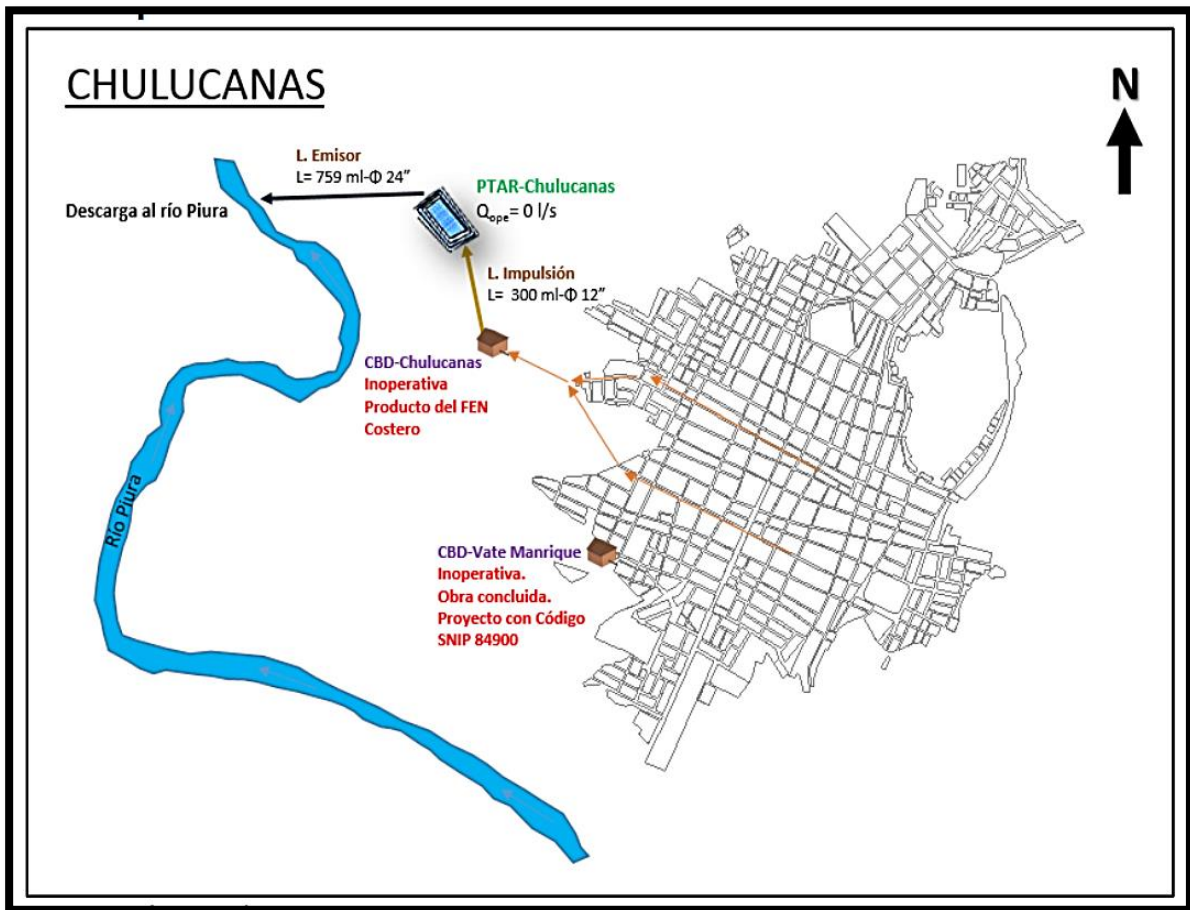 CHULUCANAS
N
L. Emisor
L= 759 ml-Φ 24”
PTAR-Chulucanas
Qope= 0 l/s
Descarga al río Piura
L. Impulsión
L=  300 ml-Φ 12”
CBD-Chulucanas
Inoperativa
Producto del FEN
Costero
Río Piura
CBD-Vate Manrique
Inoperativa.
Obra concluida.
Proyecto con Código
SNIP 84900